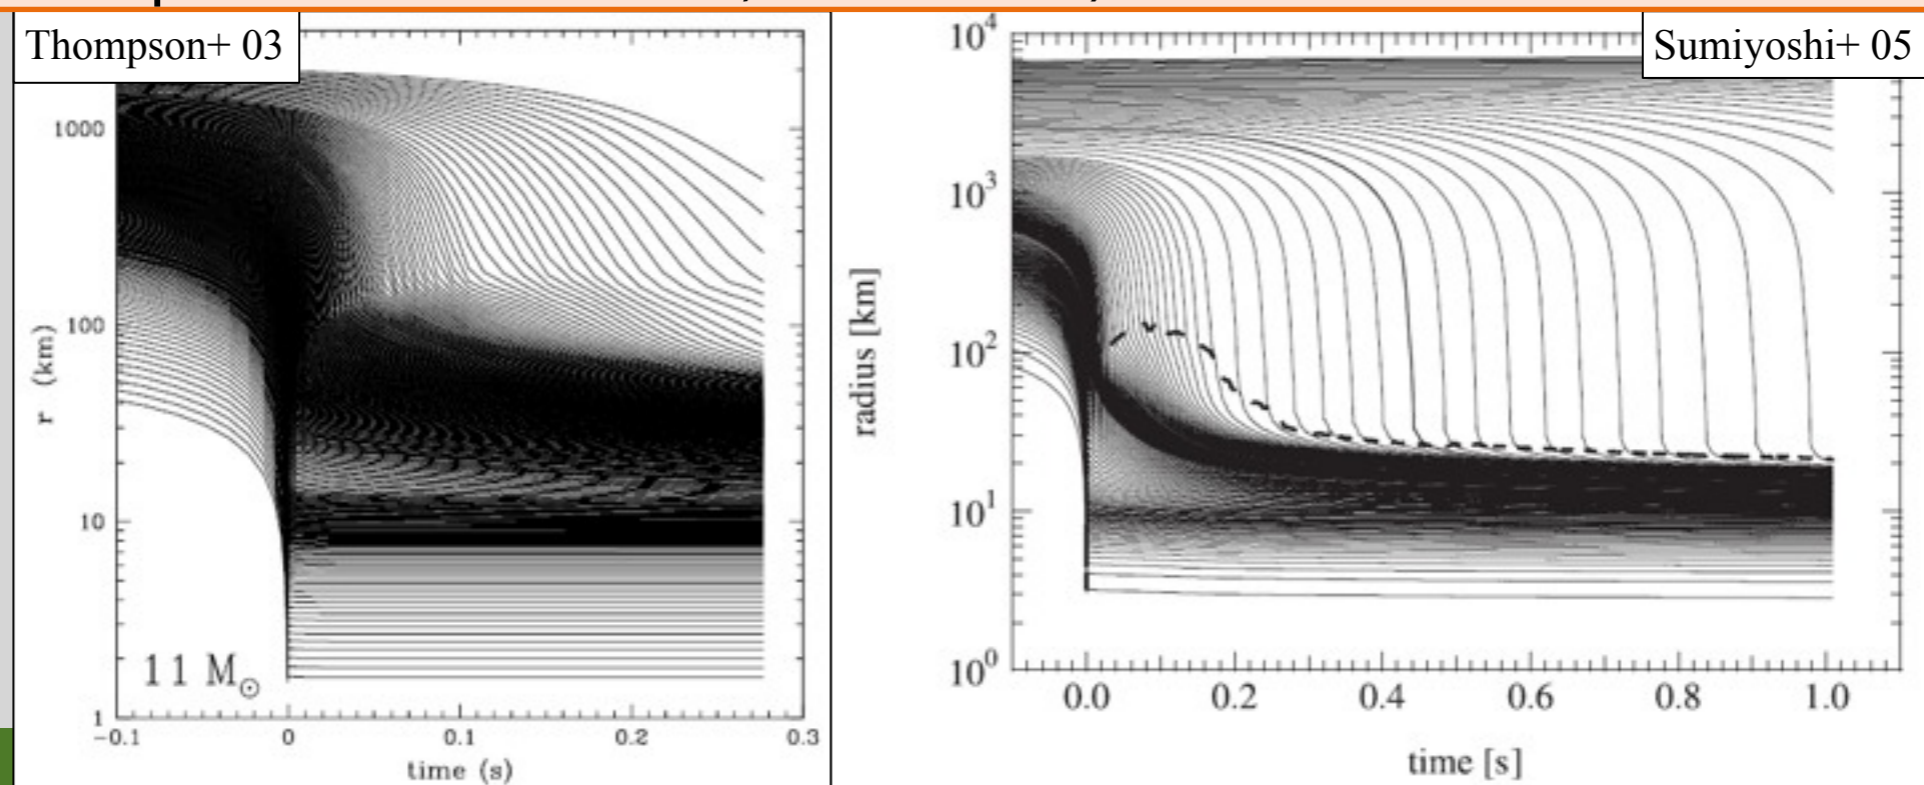 Thompson+ 03
1000
100
10
1
r (km)
11 M☉
-0.1 0 0.1 0.2 0.3
time (s)
Sumiyoshi+ 05
10⁴
10³
10²
10¹
10⁰
radius [km]
0.0 0.2 0.4 0.6 0.8 1.0
time [s]